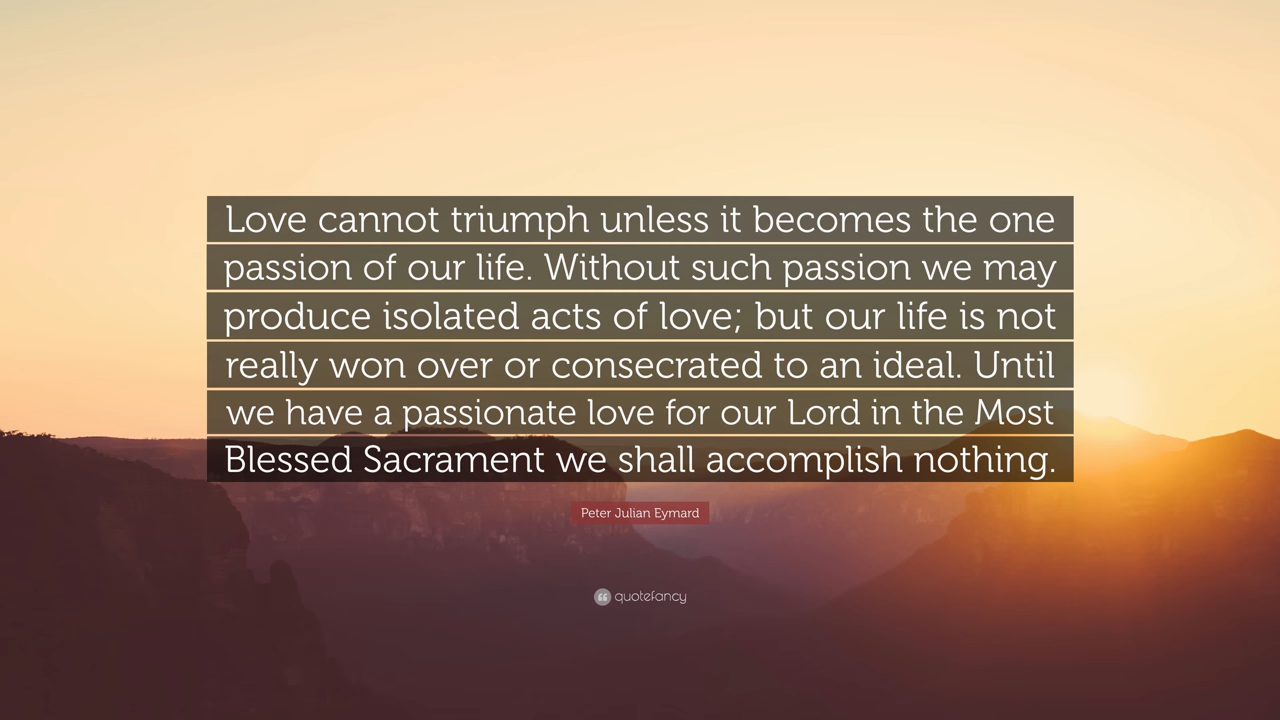 Love cannot triumph unless it becomes the one
passion of our life. Without such passion we may
produce isolated acts of love; but our life is not
really won over or consecrated to an ideal. Until
we have a passionate love for our Lord in the Most
Blessed Sacrament we shall accomplish nothing.
Peter Julian Eymard
quotefancy